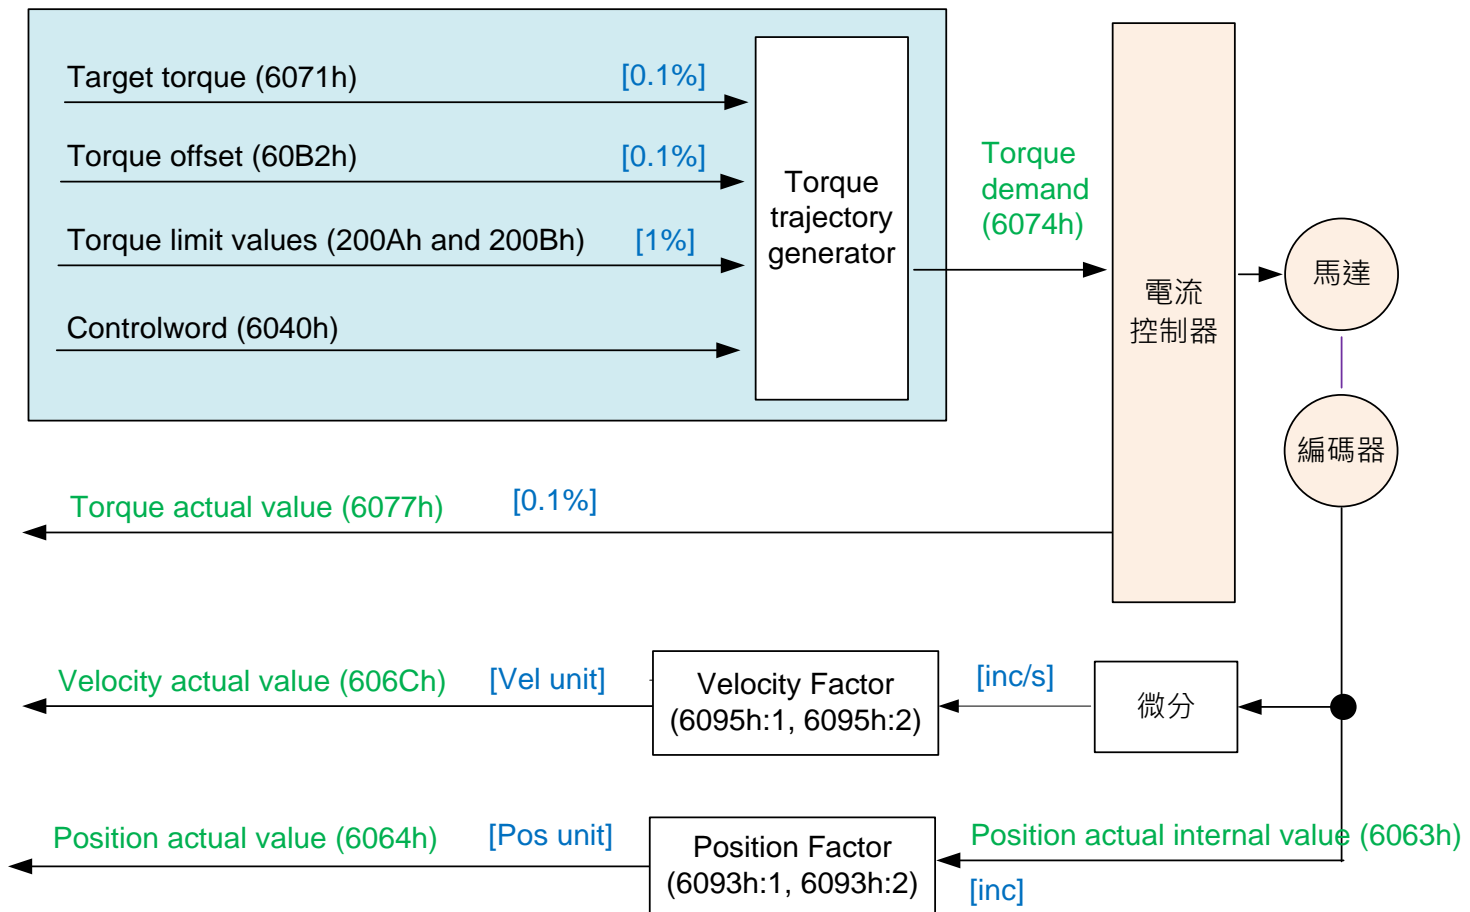 Target torque (6071h) [0.1%]
Torque offset (60B2h) [0.1%]
Torque limit values (200Ah and 200Bh) [1%]
Controlword (6040h)
Torque
trajectory
generator
Torque
demand
(6074h)
電流
控制器
馬達
編碼器
Torque actual value (6077h) [0.1%]
Velocity actual value (606Ch) [Vel unit]
Velocity Factor
(6095h:1, 6095h:2)
[inc/s]
微分
Position actual value (6064h) [Pos unit]
Position Factor
(6093h:1, 6093h:2)
Position actual internal value (6063h)
[inc]